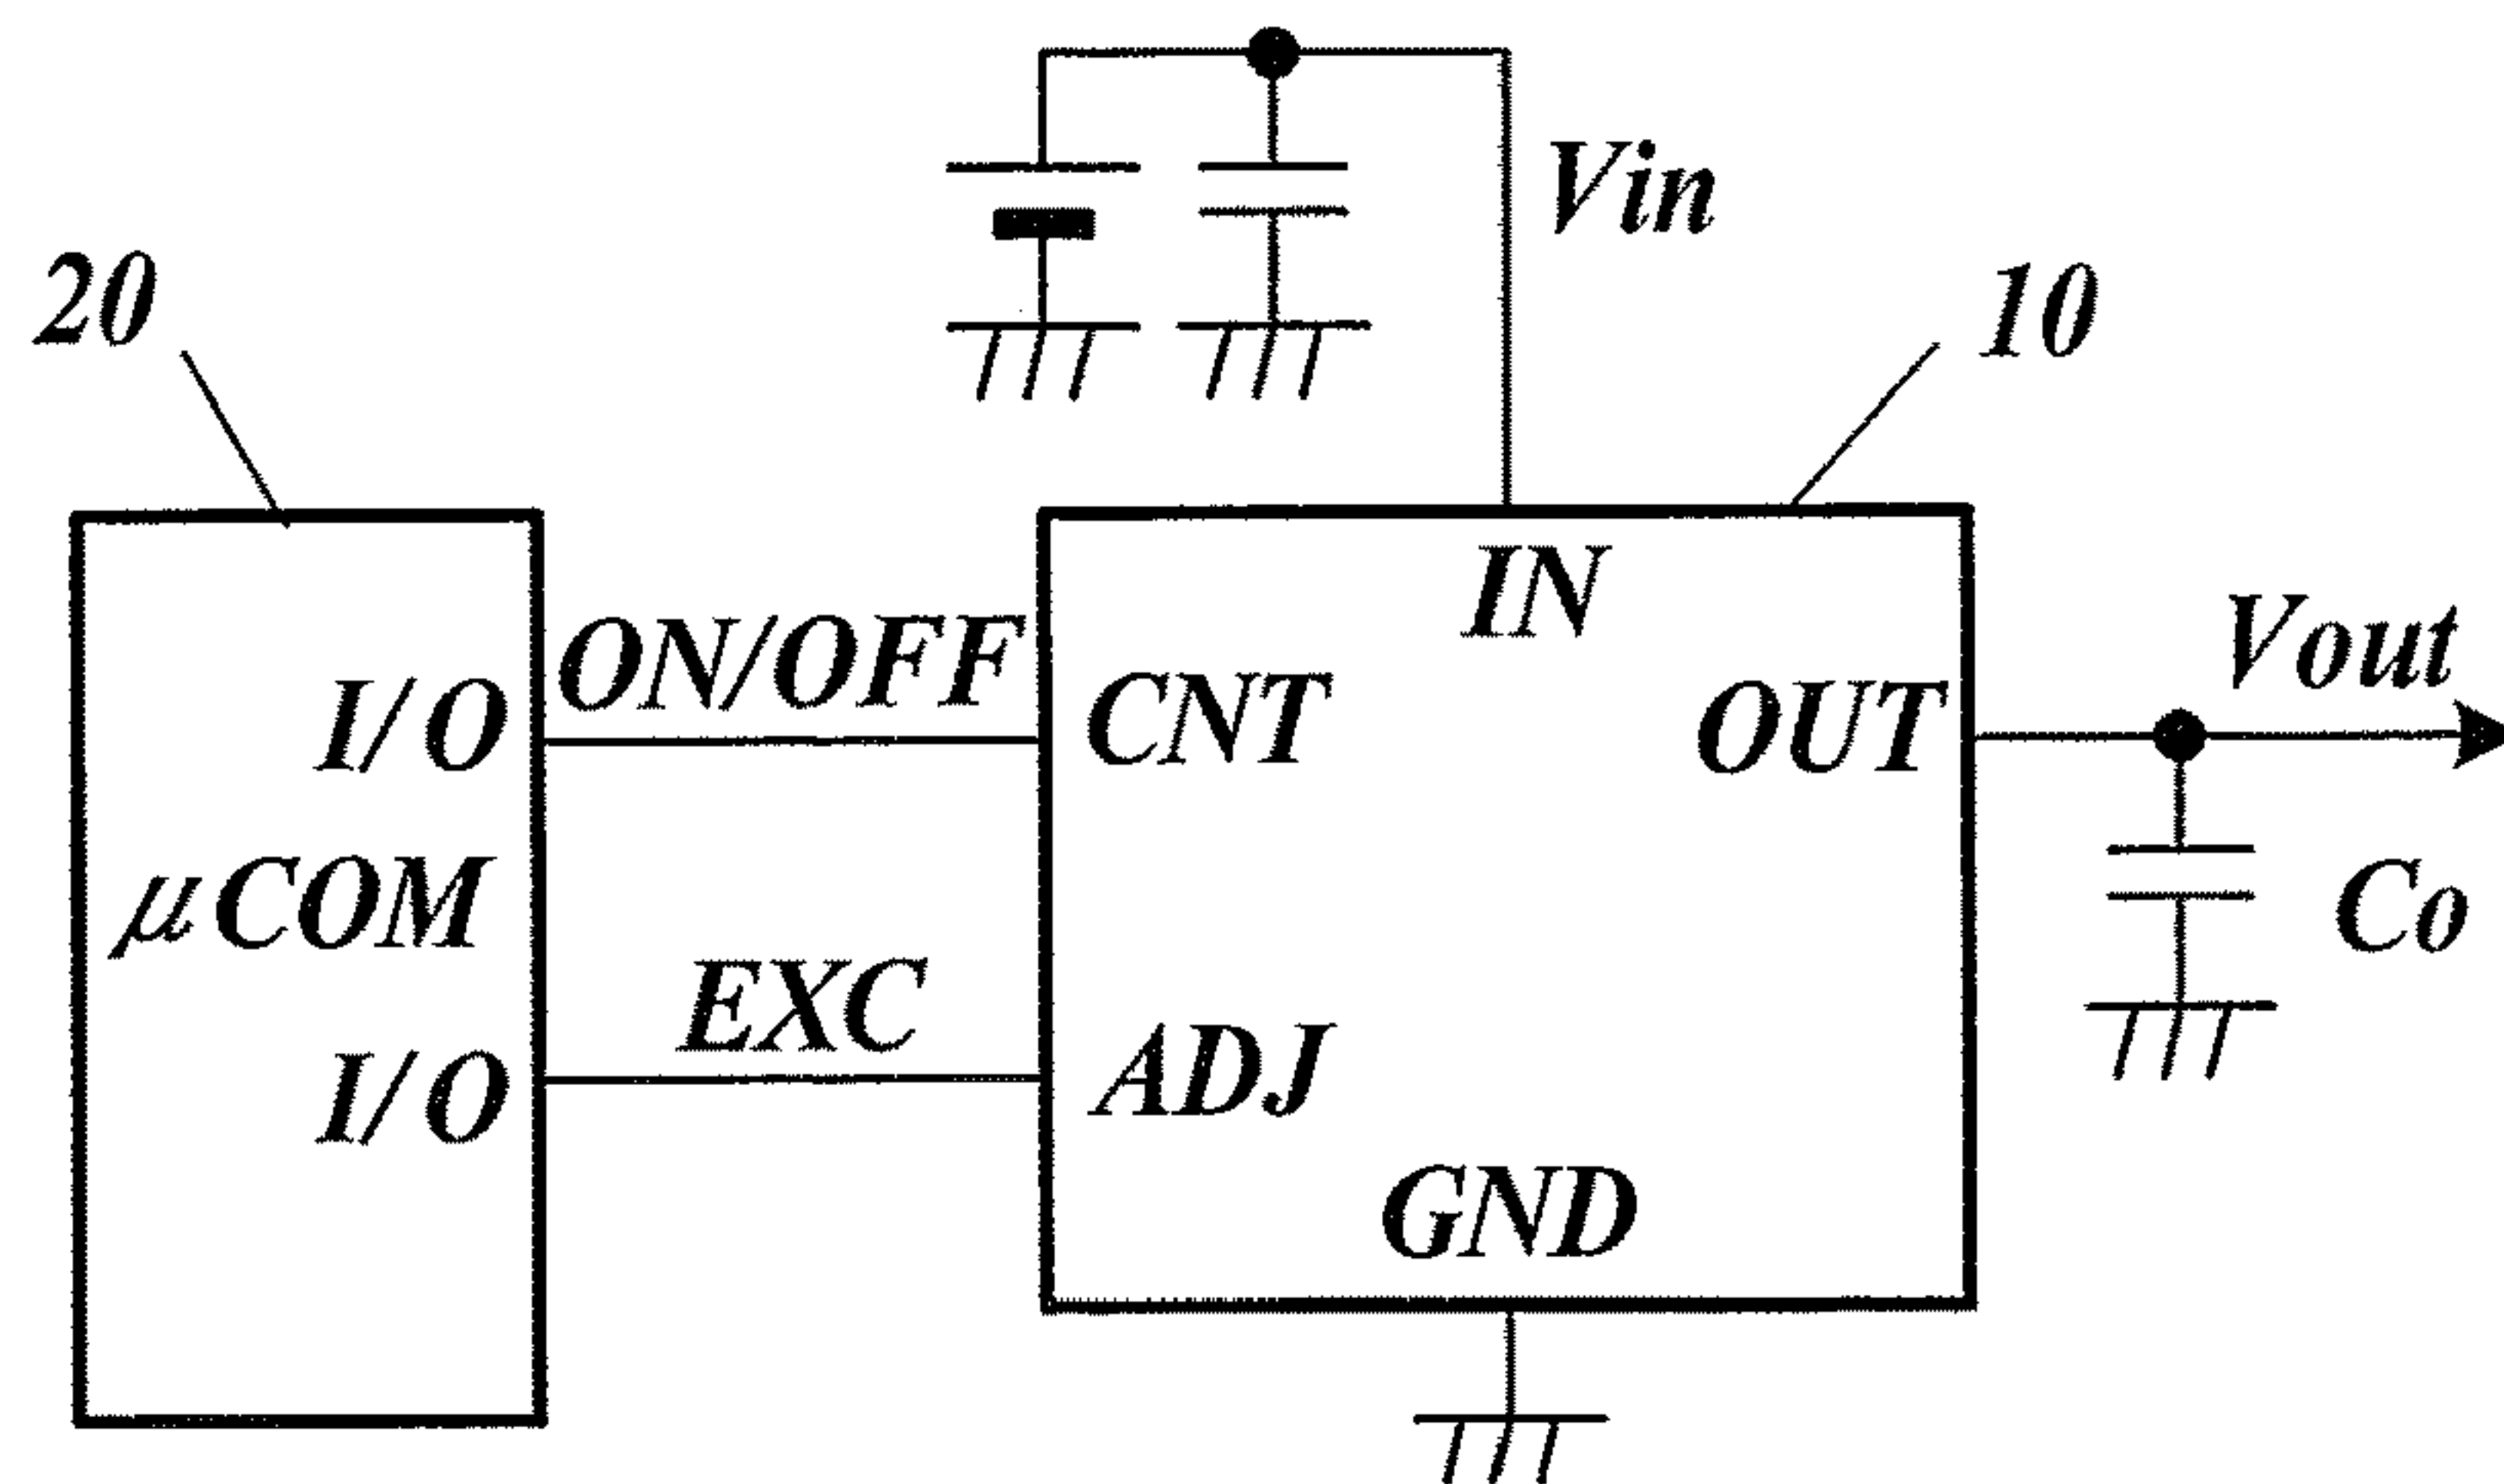 Vin
20
10
IN
ON/OFF
Vout
I/O
CNT
OUT
μCOM
Co
EXC
I/O
ADJ
GND